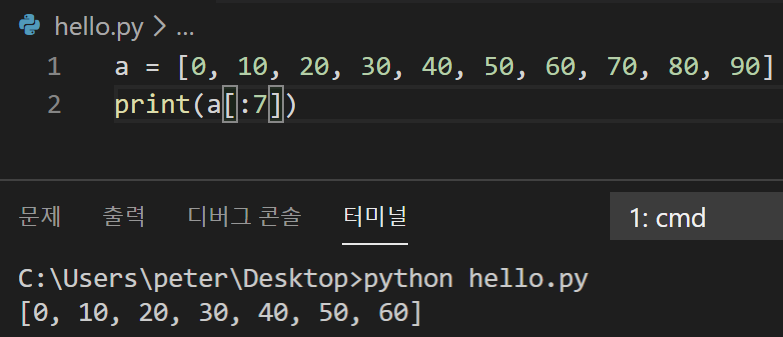 hello.py > ...
1 a = [0, 10, 20, 30, 40, 50, 60, 70, 80, 90]
2 print(a[:7])
문제 출력 디버그 콘솔 터미널 1: cmd
C:\Users\peter\Desktop>python hello.py
[0, 10, 20, 30, 40, 50, 60]